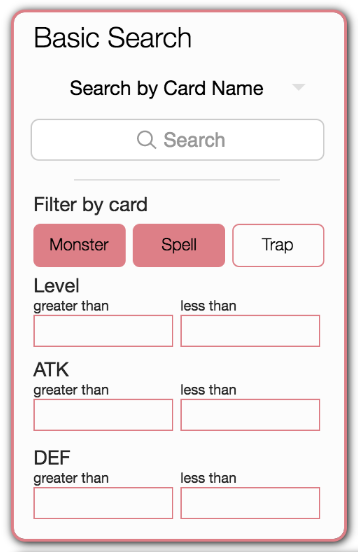 Basic Search
Search by Card Name
Search
Filter by card
Monster Spell Trap
Level
greater than less than
ATK
greater than less than
DEF
greater than less than